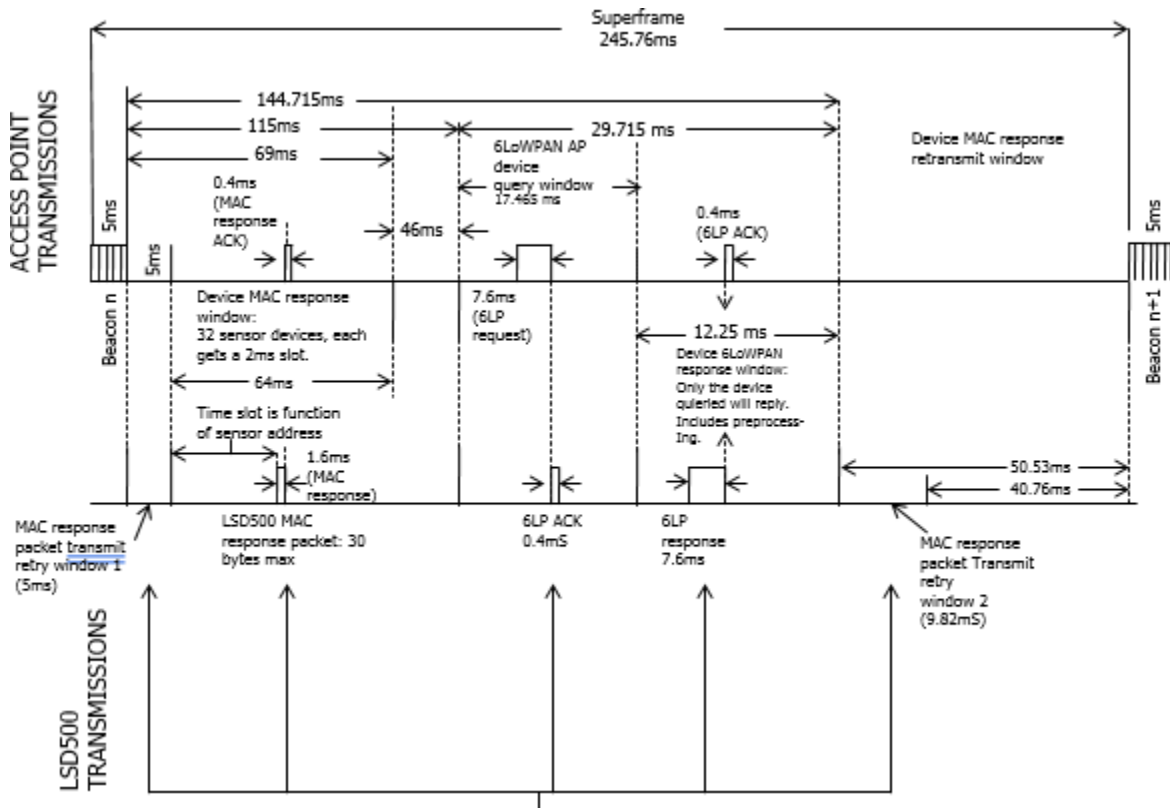 Superframe
245.76ms
ACCESS POINT
TRANSMISSIONS
144.715ms
115ms
29.715 ms
69ms
6LoWPAN AP
device
query window
17.465 ms
Device MAC response
retransmit window
0.4ms
(MAC
response
ACK)
46ms
0.4ms
(6LP ACK)
5ms
5ms
5ms
Beacon n
Device MAC response
window:
32 sensor devices, each
gets a 2ms slot.
7.6ms
(6LP
request)
12.25 ms
Device 6LoWPAN
response window:
Only the device
quieried will reply.
Includes preprocess-
ing.
Beacon n+1
64ms
Time slot is function
of sensor address
1.6ms
(MAC
response)
50.53ms
40.76ms
MAC response
packet transmit
retry window 1
(5ms)
LSD500 MAC
response packet: 30
bytes max
6LP ACK
0.4mS
6LP
response
7.6ms
MAC response
packet Transmit
retry
window 2
(9.82mS)
LSD500
TRANSMISSIONS